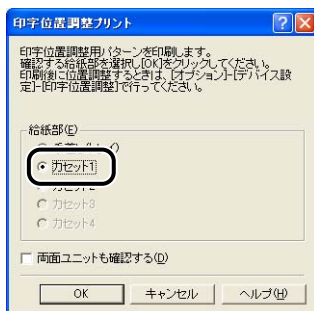 印字位置調整プリント
印字位置調整用パターンを印刷します。
確認する給紙部を選択し[OK]をクリックしてください。
印刷後に位置調整するときは、[オプション]-[デバイス設
定]-[印字位置調整]で行ってください。
給紙部(E)
カセット1
カセット3
カセット4
両面ユニットも確認する(D)
OK キャンセル ヘルプ(H)